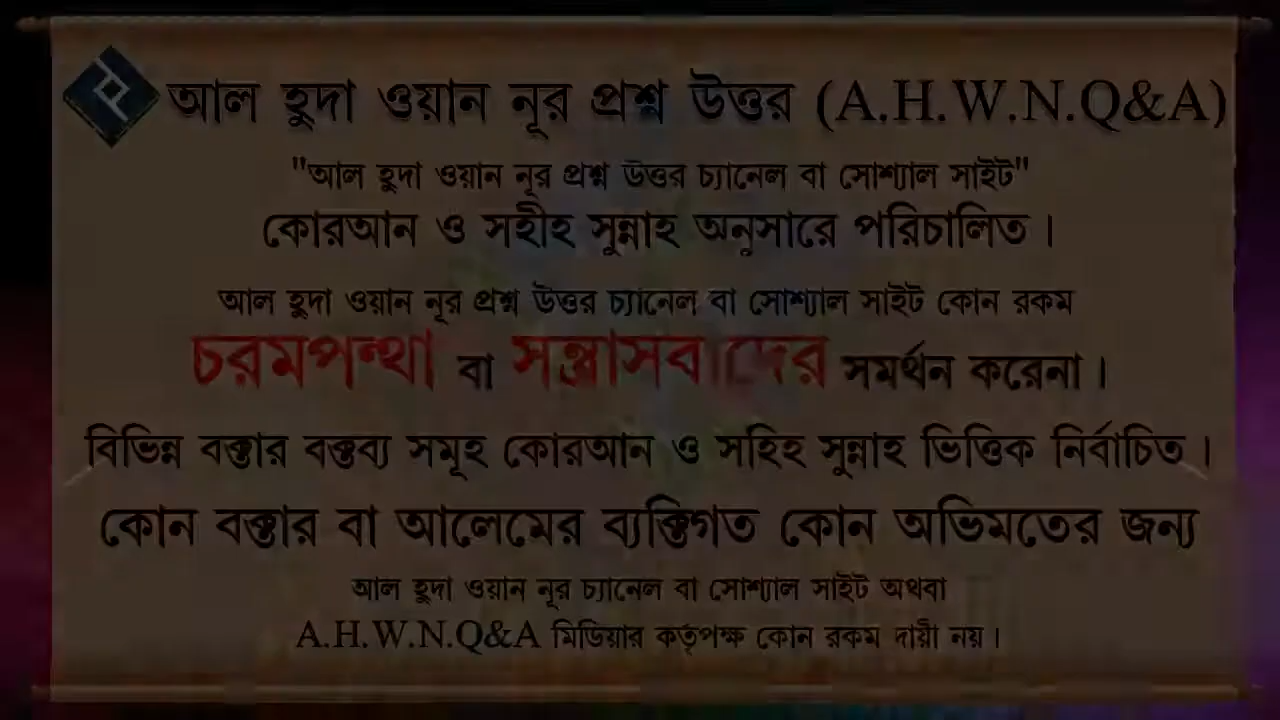 আল হুদা ওয়ান নূর প্রশ্ন উত্তর (A.H.W.N.Q&A)
"আল হুদা ওয়ান নূর প্রশ্ন উত্তর চ্যানেল বা সোশ্যাল সাইট"
কোরআন ও সহীহ সুন্নাহ অনুসারে পরিচালিত।
আল হুদা ওয়ান নূর প্রশ্ন উত্তর চ্যানেল বা সোশ্যাল সাইট কোন রকম
চরমপন্থা বা সন্ত্রাসবাদের সমর্থন করেনা।
বিভিন্ন বক্তার বক্তব্য সমূহ কোরআন ও সহিহ সুন্নাহ ভিত্তিক নির্বাচিত।
কোন বক্তার বা আলেমের ব্যক্তিগত কোন অভিমতের জন্য
আল হুদা ওয়ান নূর চ্যানেল বা সোশ্যাল সাইট অথবা
A.H.W.N.Q&A মিডিয়ার কর্তৃপক্ষ কোন রকম দায়ী নয়।